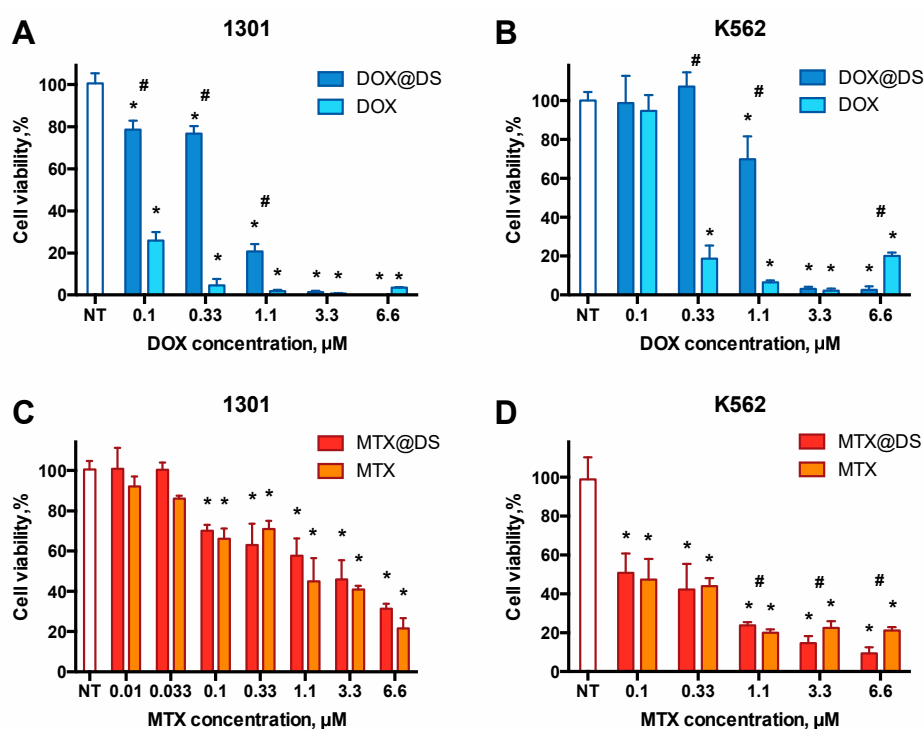 A
1301
DOX@DS
DOX
Cell viability,%
100
80
60
40
20
0
#
*
*
#
*
*
#
*
*
* *
* *
NT 0.1 0.33 1.1 3.3 6.6
DOX concentration, µM
B
K562
DOX@DS
DOX
Cell viability,%
100
80
60
40
20
0
#
*
#
*
*
* *
#
* *
NT 0.1 0.33 1.1 3.3 6.6
DOX concentration, µM
C
1301
MTX@DS
MTX
Cell viability,%
100
80
60
40
20
0
* *
* *
* *
* *
* *
NT 0.01 0.033 0.1 0.33 1.1 3.3 6.6
MTX concentration, µM
D
K562
MTX@DS
MTX
Cell viability,%
100
80
60
40
20
0
* *
* *
#
* *
#
* *
#
* *
NT 0.1 0.33 1.1 3.3 6.6
MTX concentration, µM